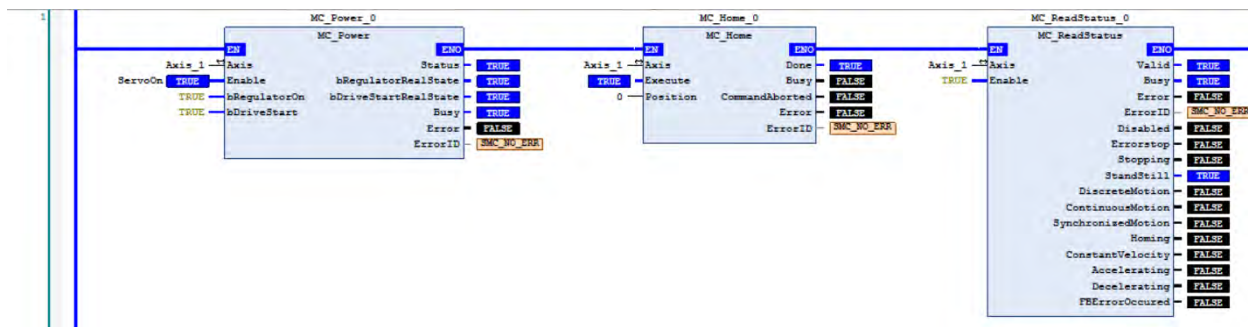 1
MC_Power_0
MC_Power
EN ENO
Axis_1 Axis Status TRUE
ServoOn TRUE Enable bRegulatorRealState TRUE
TRUE bRegulatorOn bDriveStartRealState TRUE
TRUE bDriveStart Busy TRUE
Error FALSE
ErrorID SMC_NO_ERR
MC_Home_0
MC_Home
EN ENO
Axis_1 Axis Done TRUE
TRUE Execute Busy FALSE
0 Position CommandAborted FALSE
Error FALSE
ErrorID SMC_NO_ERR
MC_ReadStatus_0
MC_ReadStatus
EN ENO
Axis_1 Axis Valid TRUE
TRUE Enable Busy TRUE
Error FALSE
ErrorID SMC_NO_ERR
Disabled FALSE
Errorstop FALSE
Stopping FALSE
StandStill TRUE
DiscreteMotion FALSE
ContinuousMotion FALSE
SynchronizedMotion FALSE
Homing FALSE
ConstantVelocity FALSE
Accelerating FALSE
Decelerating FALSE
FBErrorOccured FALSE